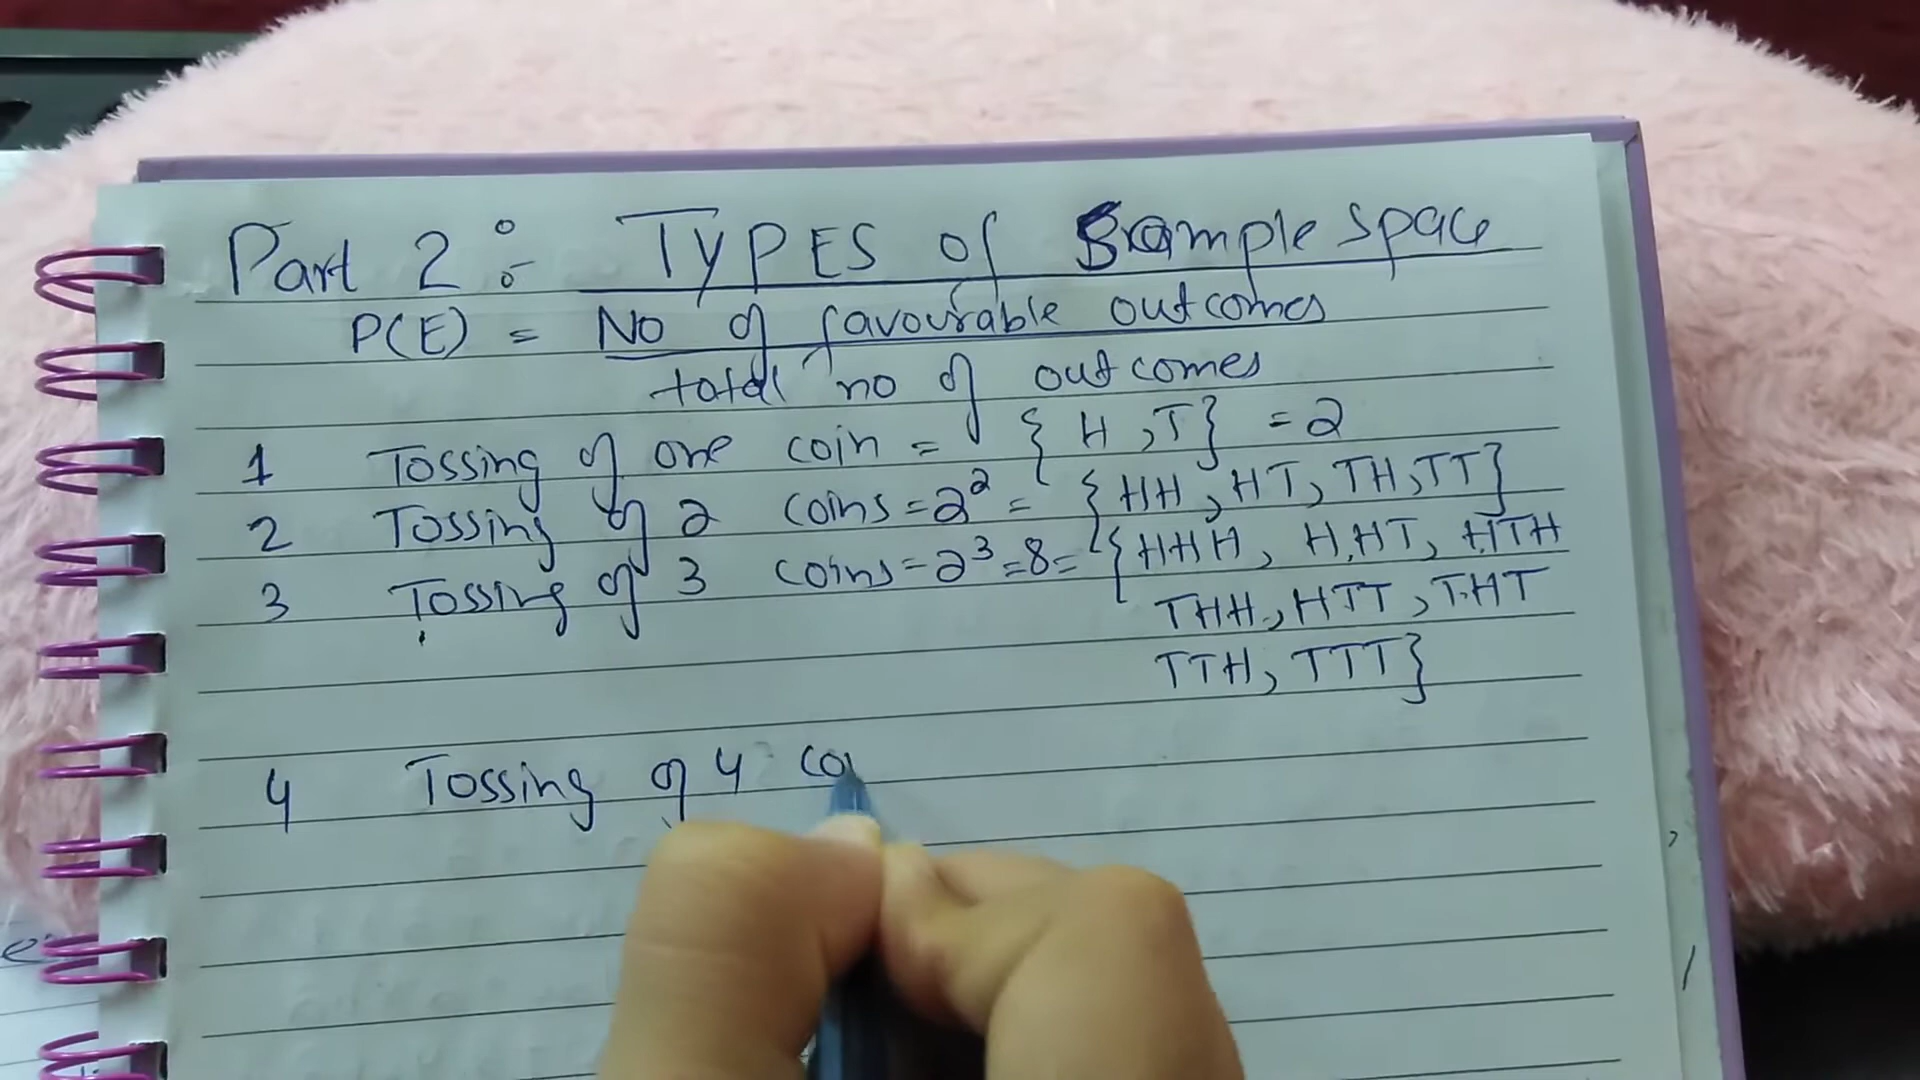 Part 2: TYPES of Sample space
P(E) = No of favourable outcomes
total no of outcomes
1 Tossing of one coin = { H, T} = 2
2 Tossing of 2 coins = 2² = {HH, HT, TH, TT}
3 Tossing of 3 coins = 2³ = 8 = {HHH, HHT, HTH
THH, HTT, THT
TTH, TTT}
4 Tossing of 4 co